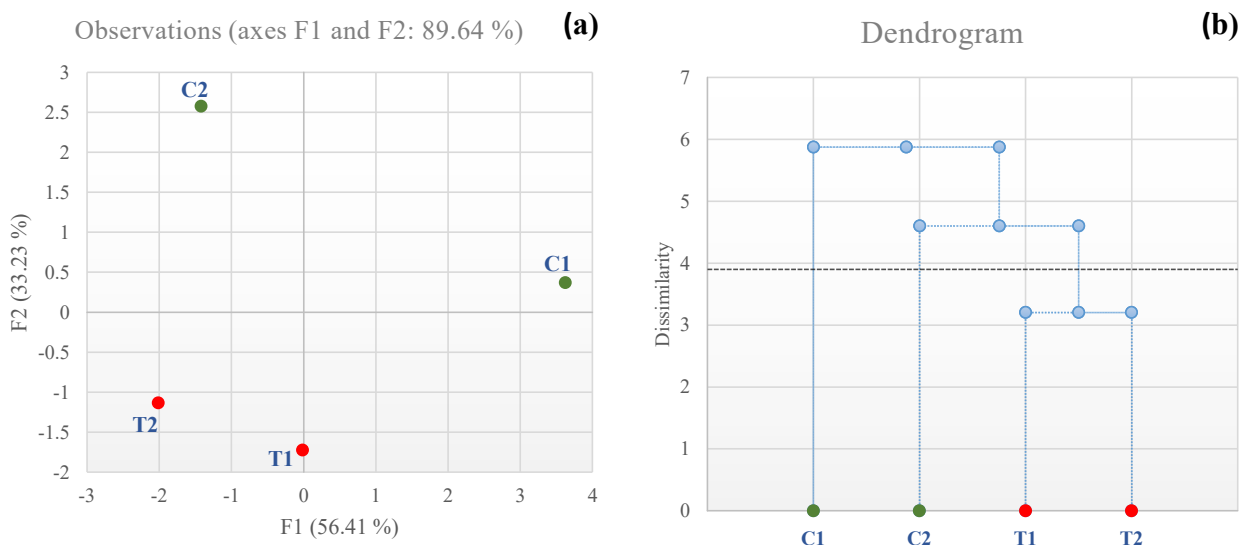 Observations (axes F1 and F2: 89.64 %)
(a)
3
2.5
2
1.5
1
0.5
0
-0.5
-1
-1.5
-2
F2 (33.23 %)
C2
C1
T2
T1
-3
-2
-1
0
1
2
3
4
F1 (56.41 %)
Dendrogram
(b)
7
6
5
4
3
2
1
0
Dissimilarity
C1
C2
T1
T2